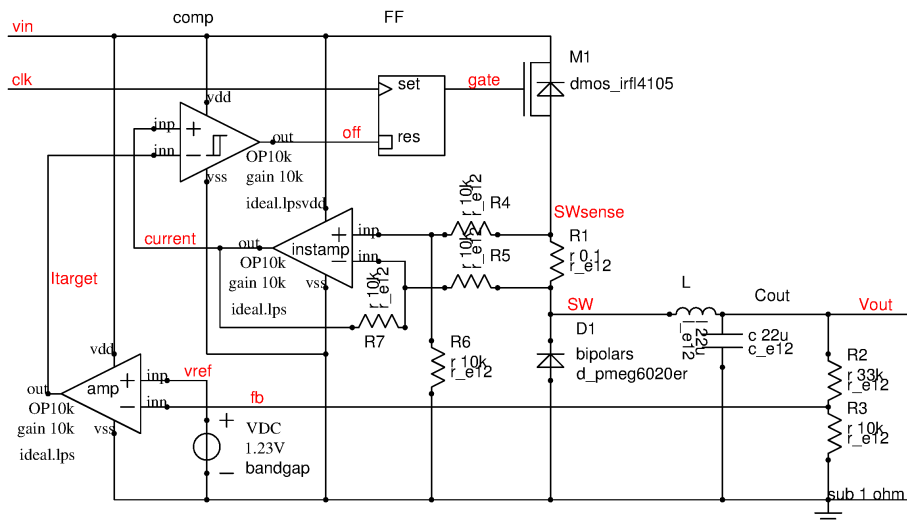 comp
FF
vin
M1
dmos_irfl4105
clk
set
gate
vdd
inp
out
off
res
inn
OP10k
gain 10k
vss
ideal.lps
vdd
r 10k
r_e12
R4
SWsense
R1
r 0.1
r_e12
current
out
instamp
inp
inn
r 10k
r_e12
R5
OP10k
gain 10k
vss
ideal.lps
Itarget
r 10k
r_e12
R7
SW
L
l 22u
l_e12
Cout
c 22u
c_e12
Vout
D1
bipolars
d_pmeg6020er
R6
r 10k
r_e12
R2
r 33k
r_e12
vdd
inp
vref
out
amp
inn
fb
OP10k
gain 10k
vss
ideal.lps
VDC
1.23V
bandgap
R3
r 10k
r_e12
sub 1 ohm